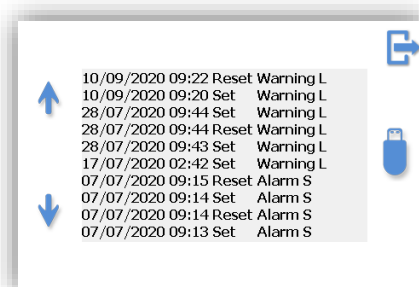 10/09/2020 09:22 Reset Warning L
10/09/2020 09:20 Set Warning L
28/07/2020 09:44 Set Warning L
28/07/2020 09:44 Reset Warning L
28/07/2020 09:43 Set Warning L
17/07/2020 02:42 Set Warning L
07/07/2020 09:15 Reset Alarm S
07/07/2020 09:14 Set Alarm S
07/07/2020 09:14 Reset Alarm S
07/07/2020 09:13 Set Alarm S